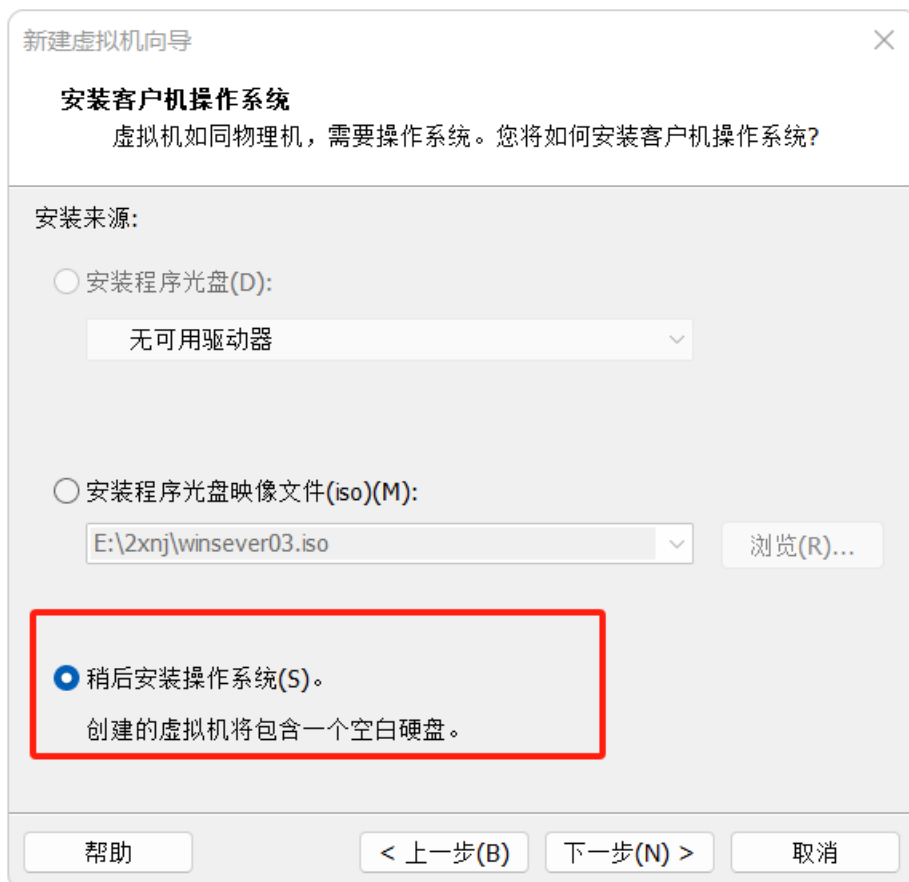 新建虚拟机向导
安装客户机操作系统
虚拟机如同物理机，需要操作系统。您将如何安装客户机操作系统?
安装来源:
安装程序光盘(D):
无可用驱动器
安装程序光盘映像文件(iso)(M):
E:\2xnj\winsever03.iso
浏览(R)...
稍后安装操作系统(S)。
创建的虚拟机将包含一个空白硬盘。
帮助
< 上一步(B)
下一步(N) >
取消